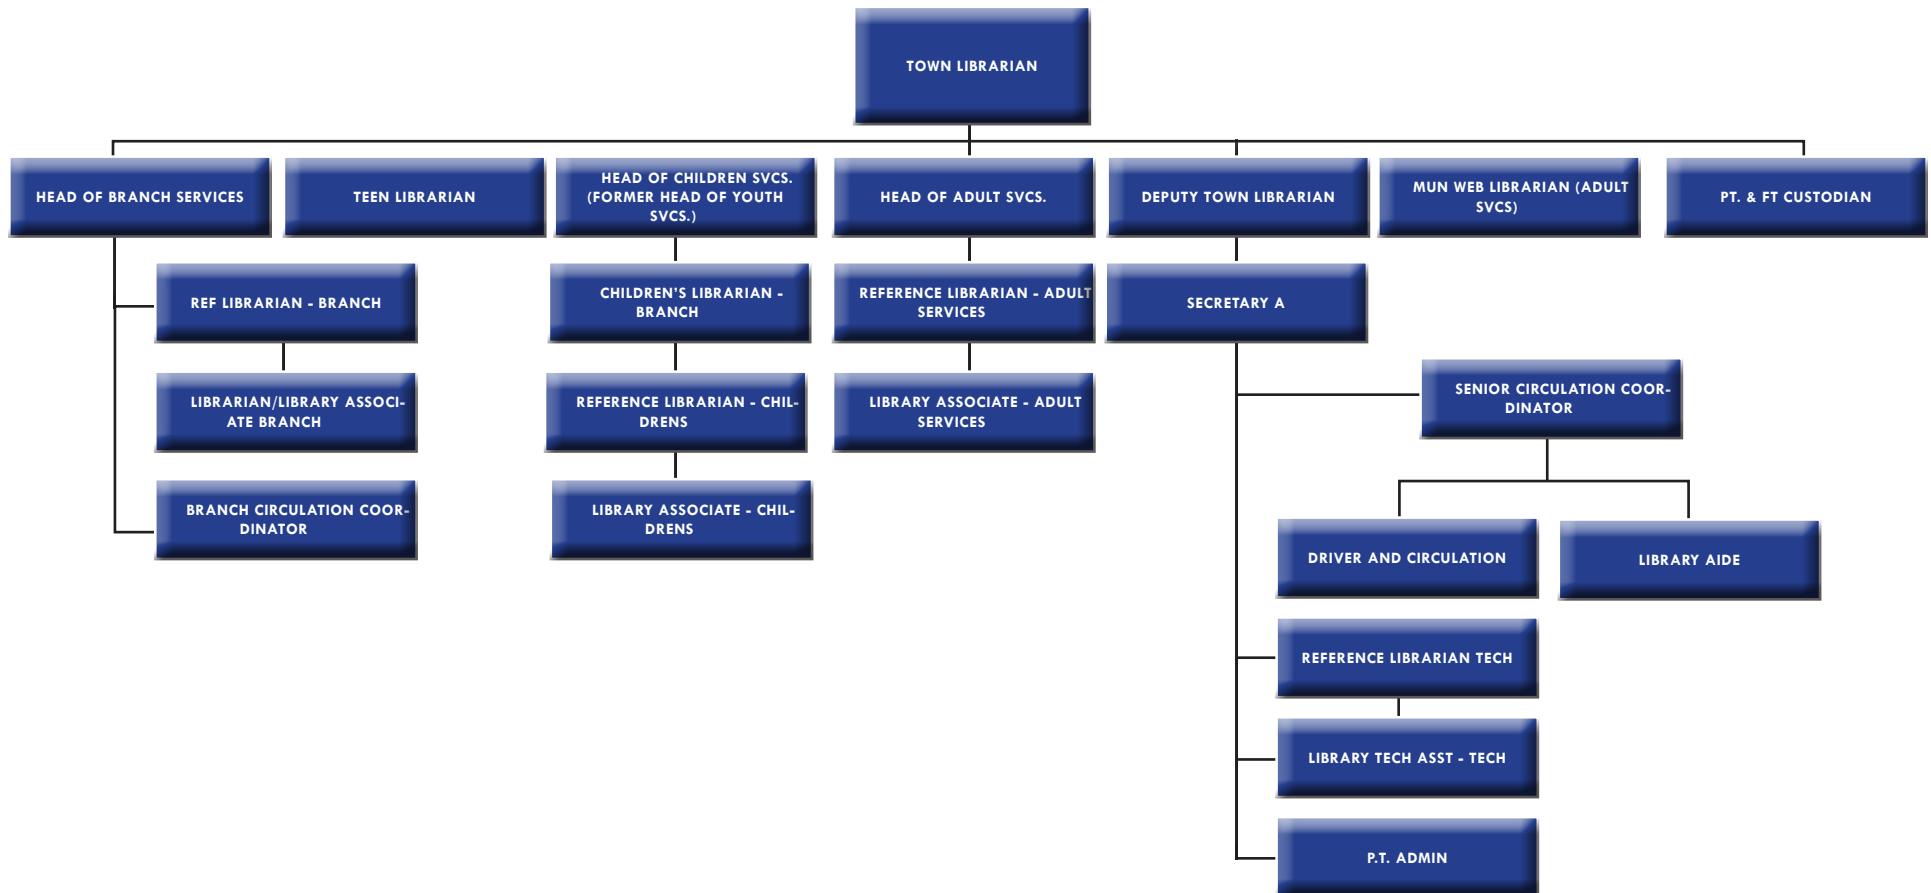 TOWN LIBRARIAN
HEAD OF BRANCH SERVICES
TEEN LIBRARIAN
HEAD OF CHILDREN SVCS.
(FORMER HEAD OF YOUTH
SVCS.)
HEAD OF ADULT SVCS.
DEPUTY TOWN LIBRARIAN
MUN WEB LIBRARIAN (ADULT
SVCS)
PT. & FT CUSTODIAN
REF LIBRARIAN - BRANCH
CHILDREN’S LIBRARIAN -
BRANCH
REFERENCE LIBRARIAN - ADULT
SERVICES
SECRETARY A
LIBRARIAN/LIBRARY ASSOCI-
ATE BRANCH
REFERENCE LIBRARIAN - CHIL-
DRENS
LIBRARY ASSOCIATE - ADULT
SERVICES
SENIOR CIRCULATION COOR-
DINATOR
BRANCH CIRCULATION COOR-
DINATOR
LIBRARY ASSOCIATE - CHIL-
DRENS
DRIVER AND CIRCULATION
LIBRARY AIDE
REFERENCE LIBRARIAN TECH
LIBRARY TECH ASST - TECH
P.T. ADMIN